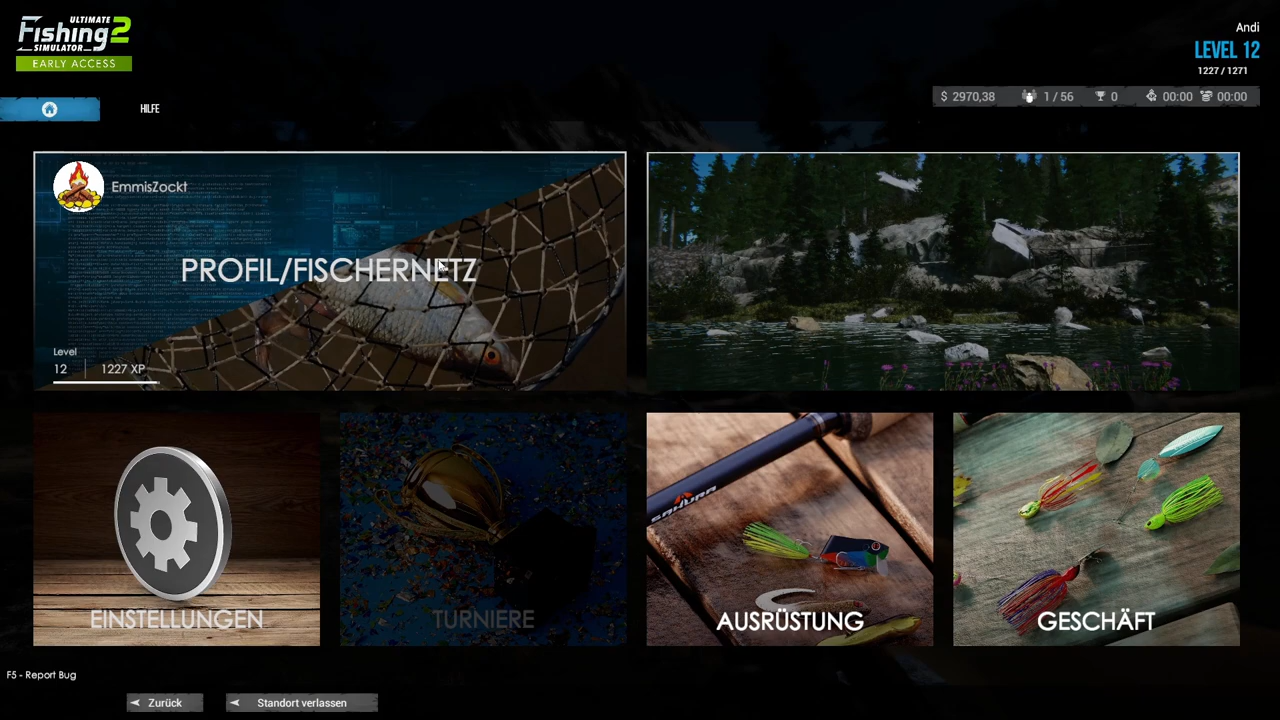 ULTIMATE
Fishing 2
SIMULATOR
EARLY ACCESS
Andi
LEVEL 12
1227 / 1271
HILFE
$ 2970,38
1 / 56
0
00:00
00:00
EmmisZockt
PROFIL/FISCHERNETZ
Level
12
1227 XP
SAKURA
EINSTELLUNGEN
TURNIERE
AUSRÜSTUNG
GESCHÄFT
F5 - Report Bug
Zurück
Standort verlassen